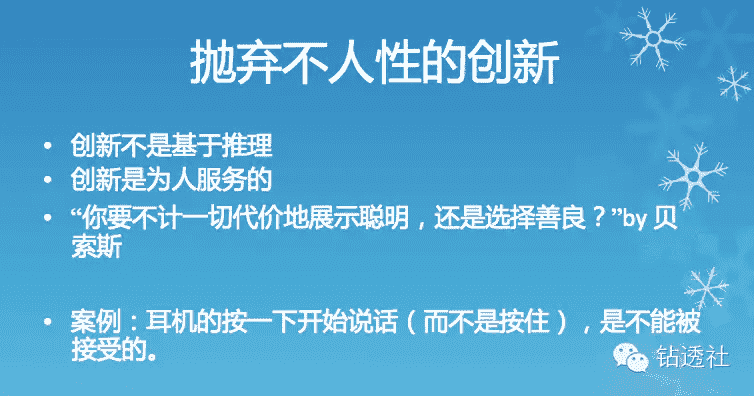 抛弃不人性的创新
• 创新不是基于推理
• 创新是为人服务的
• “你要不计一切代价地展示聪明，还是选择善良？”by 贝
索斯
• 案例：耳机的按一下开始说话（而不是按住），是不能被
接受的。
钻透社